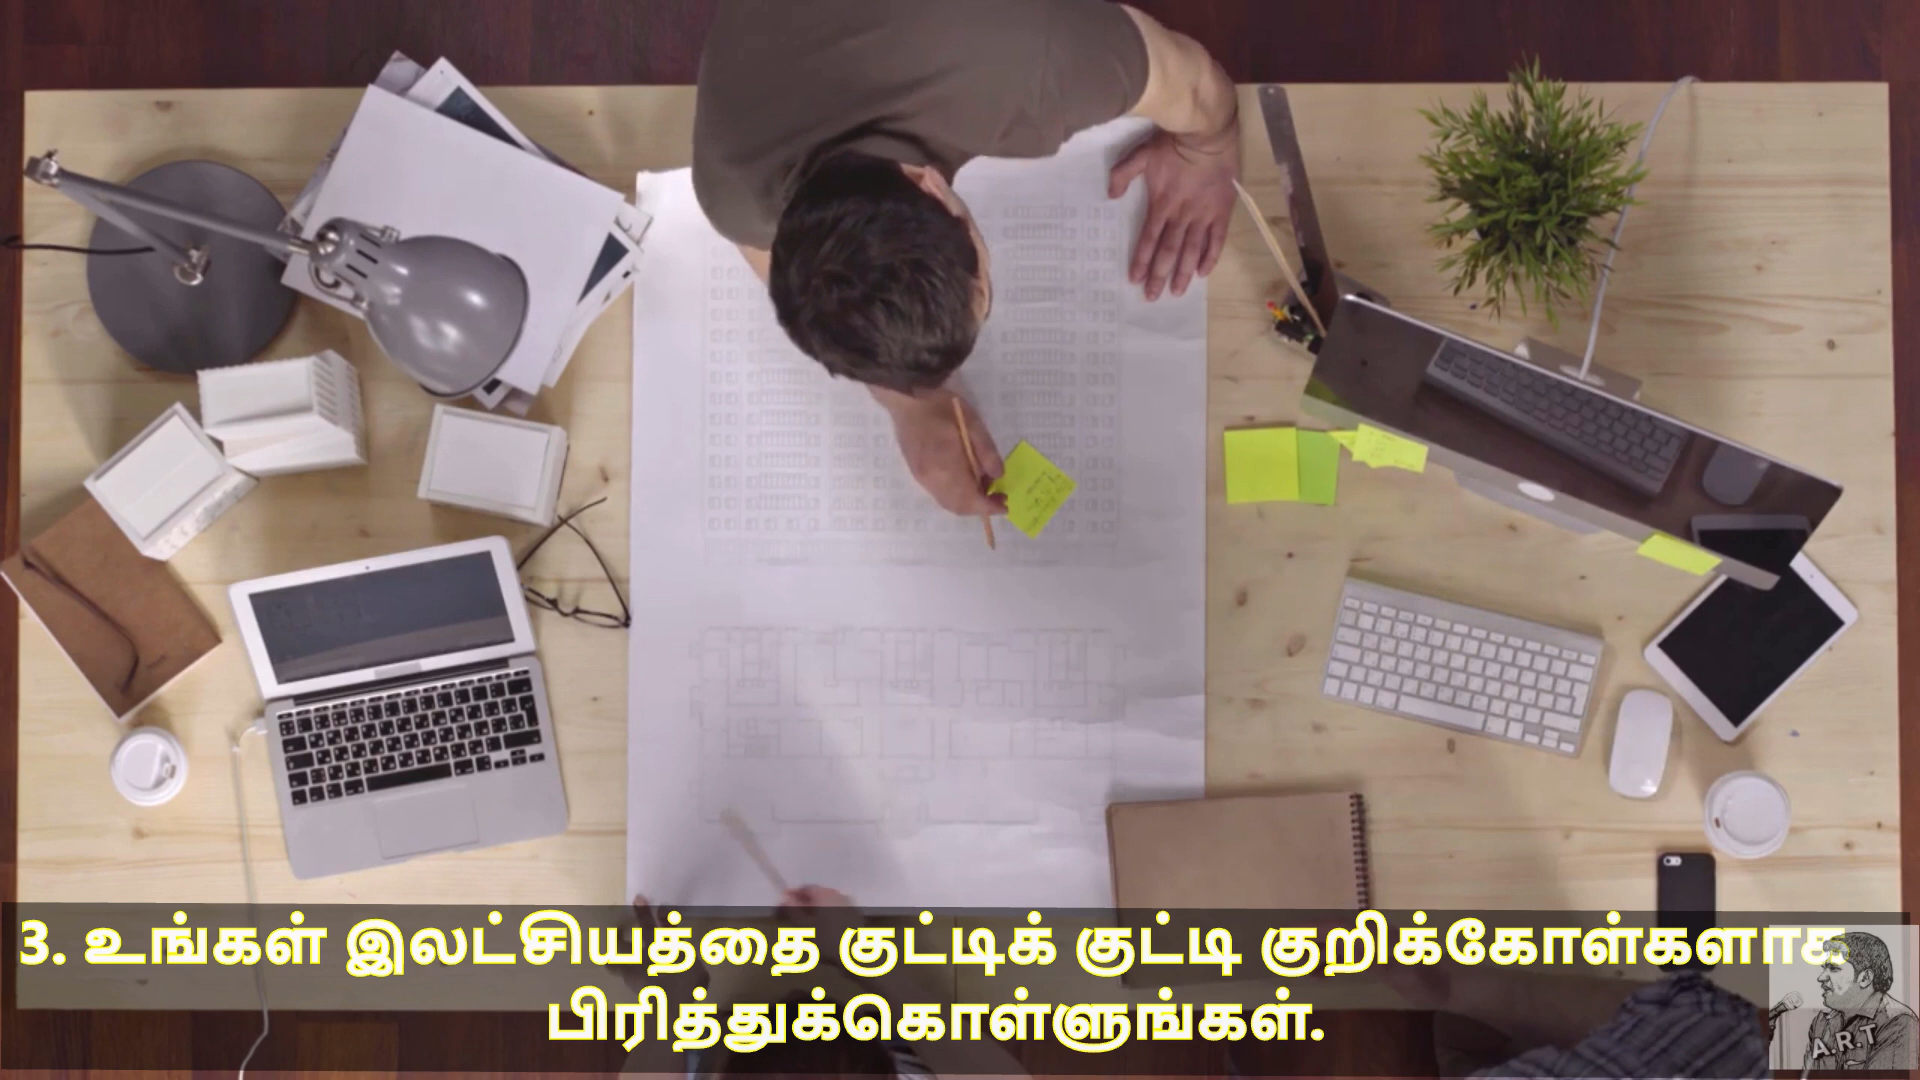 3. உங்கள் இலட்சியத்தை குட்டிக் குட்டி குறிக்கோள்களாக
பிரித்துக்கொள்ளுங்கள்.
A.R.T